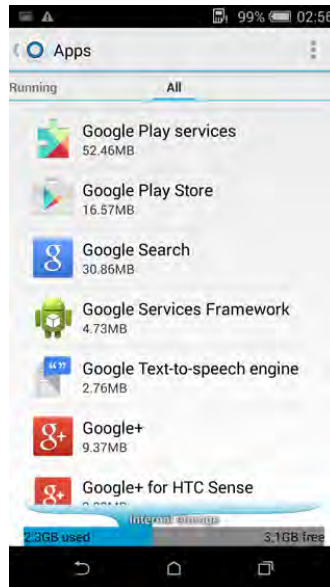 99% 02:56
Apps
Running All
Google Play services
52.46MB
Google Play Store
16.57MB
Google Search
30.86MB
Google Services Framework
4.73MB
Google Text-to-speech engine
2.76MB
Google+
9.37MB
Google+ for HTC Sense
Internal storage
2.3GB used 3.1GB free